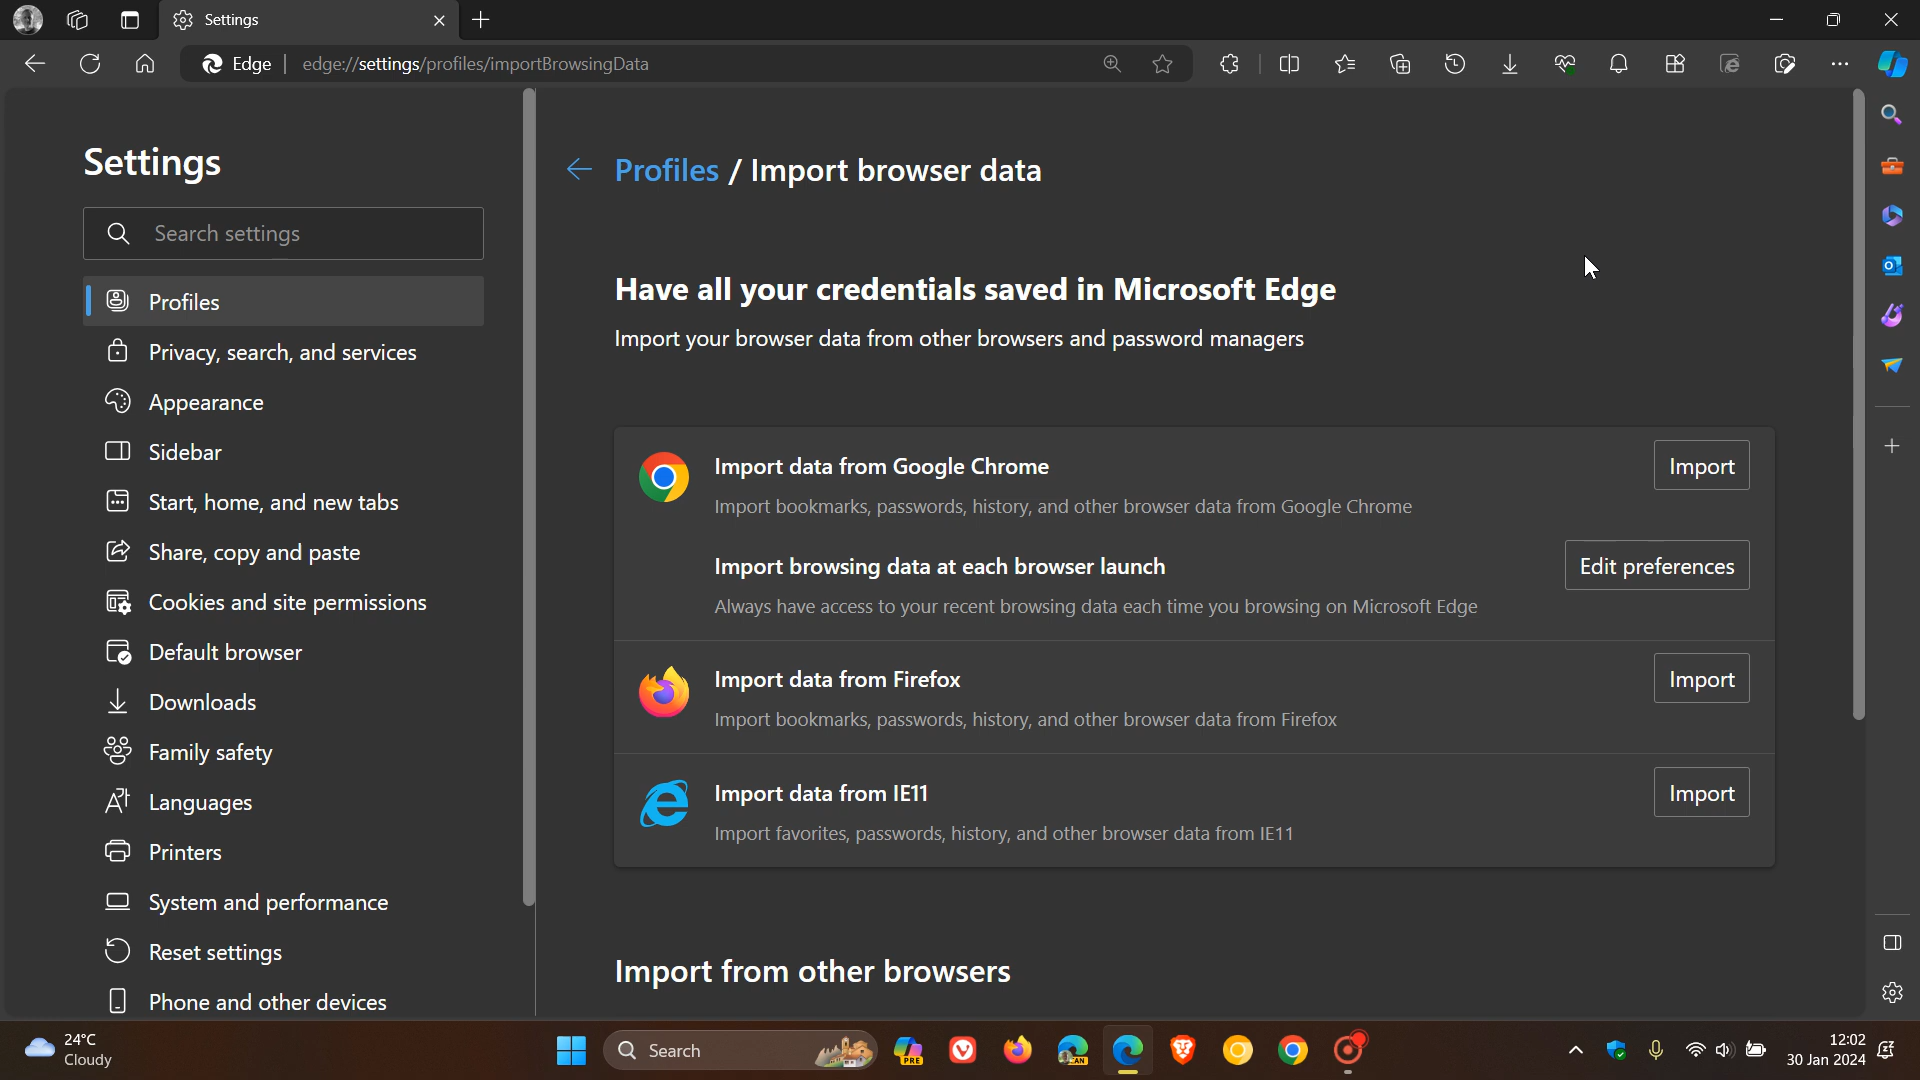 Settings
Edge
edge://settings/profiles/importBrowsingData
Settings
Search settings
Profiles
Privacy, search, and services
Appearance
Sidebar
Start, home, and new tabs
Share, copy and paste
Cookies and site permissions
Default browser
Downloads
Family safety
Languages
Printers
System and performance
Reset settings
Phone and other devices
Profiles / Import browser data
Have all your credentials saved in Microsoft Edge
Import your browser data from other browsers and password managers
Import data from Google Chrome
Import
Import bookmarks, passwords, history, and other browser data from Google Chrome
Import browsing data at each browser launch
Edit preferences
Always have access to your recent browsing data each time you browsing on Microsoft Edge
Import data from Firefox
Import
Import bookmarks, passwords, history, and other browser data from Firefox
Import data from IE11
Import
Import favorites, passwords, history, and other browser data from IE11
Import from other browsers
24°C
Cloudy
Search
PRE
CAN
12:02
30 Jan 2024